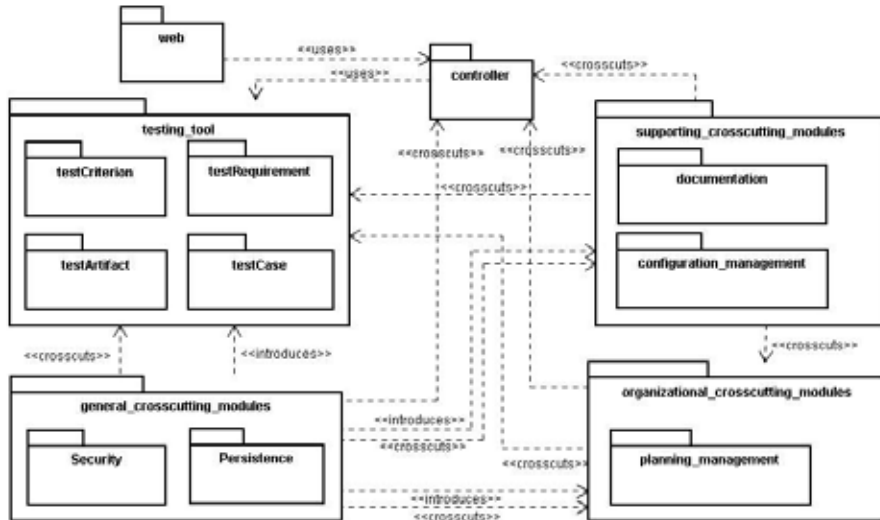 web
<<uses>>
controller
<<crosscuts>>
<<uses>>
testing_tool
supporting_crosscutting_modules
<<crosscuts>>
<<crosscuts>>
testCriterion
testRequirement
documentation
<<crosscuts>>
testArtifact
testCase
configuration_management
<<crosscuts>>
<<introduces>>
<<crosscuts>>
general_crosscutting_modules
organizational_crosscutting_modules
<<introduces>>
<<crosscuts>>
Security
Persistence
planning_management
<<crosscuts>>
<<introduces>>
<<crosscuts>>